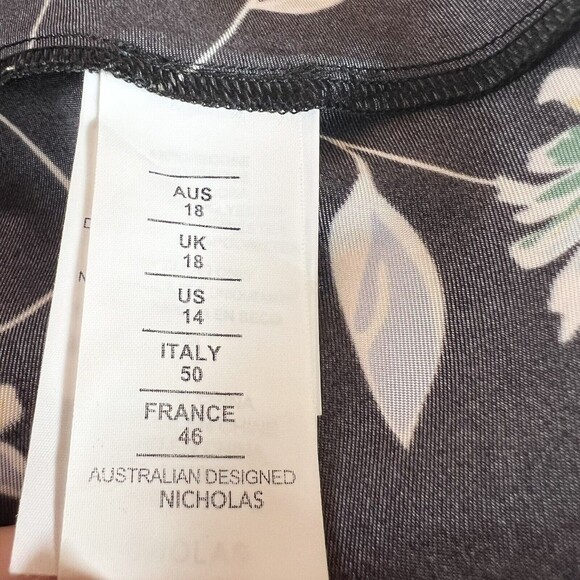 AUS
18
UK
18
US
14
ITALY
50
FRANCE
46
AUSTRALIAN DESIGNED
NICHOLAS